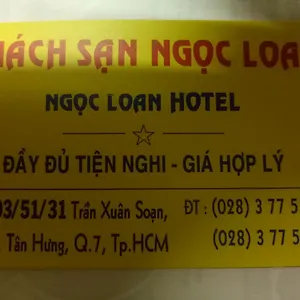 HÁCH SẠN NGỌC LOA
NGỌC LOAN HOTEL
ĐẦY ĐỦ TIỆN NGHI - GIÁ HỢP LÝ
93/51/31 Trần Xuân Soạn, ĐT : (028) 3 77 5
Tân Hưng, Q.7, Tp.HCM (028) 3 77 5